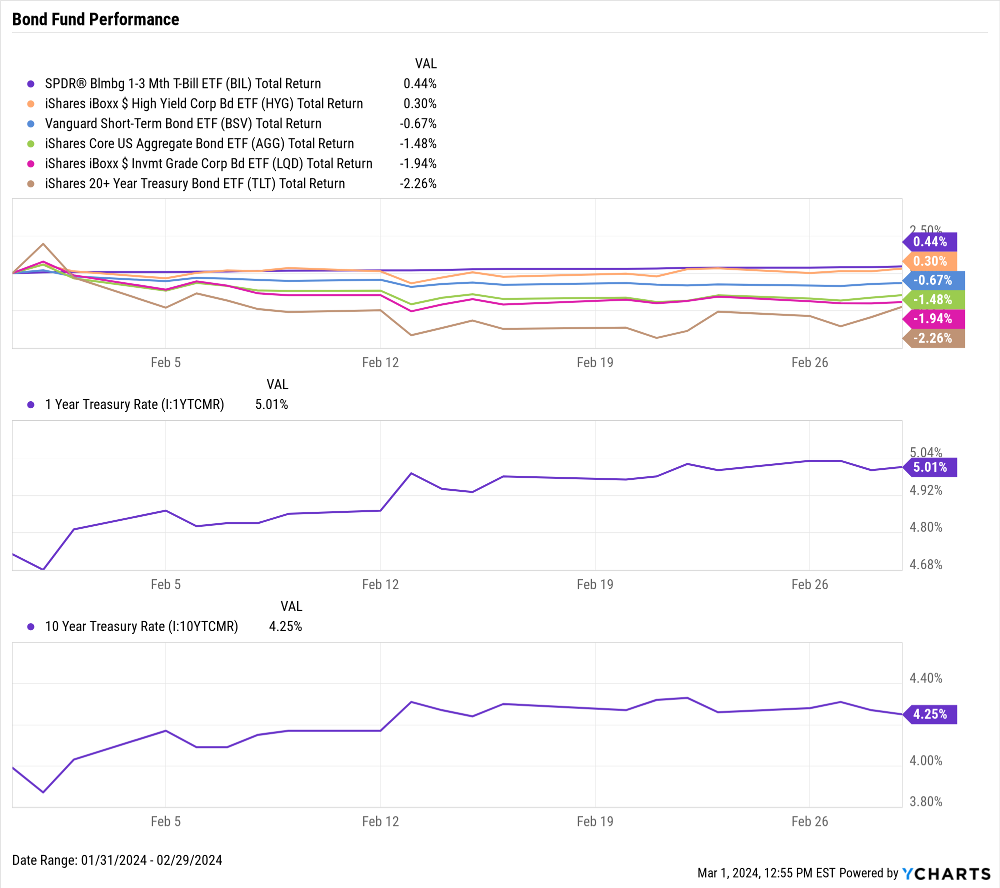 Bond Fund Performance
VAL
SPDR® Blmbg 1-3 Mth T-Bill ETF (BIL) Total Return 0.44%
iShares iBoxx $ High Yield Corp Bd ETF (HYG) Total Return 0.30%
Vanguard Short-Term Bond ETF (BSV) Total Return -0.67%
iShares Core US Aggregate Bond ETF (AGG) Total Return -1.48%
iShares iBoxx $ Invmt Grade Corp Bd ETF (LQD) Total Return -1.94%
iShares 20+ Year Treasury Bond ETF (TLT) Total Return -2.26%
2.50%
0.44%
0.30%
-0.67%
-1.48%
-1.94%
-2.26%
Feb 5 Feb 12 Feb 19 Feb 26
VAL
1 Year Treasury Rate (I:1YTCMR) 5.01%
5.04%
5.01%
4.92%
4.80%
4.68%
Feb 5 Feb 12 Feb 19 Feb 26
VAL
10 Year Treasury Rate (I:10YTCMR) 4.25%
4.40%
4.25%
4.00%
3.80%
Feb 5 Feb 12 Feb 19 Feb 26
Date Range: 01/31/2024 - 02/29/2024
Mar 1, 2024, 12:55 PM EST Powered by YCHARTS